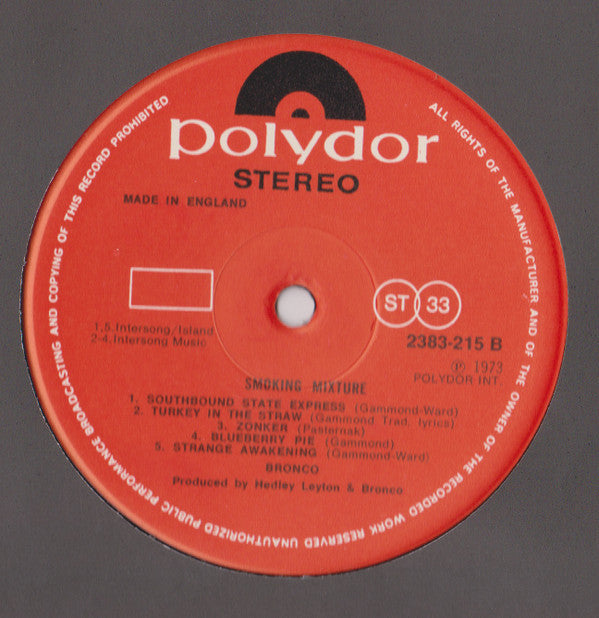 polydor
STEREO
MADE IN ENGLAND
ST 33
1.5. Intersong/Island
2-4. Intersong Music
2383-215 B
℗ 1973
POLYDOR INT.
SMOKING MIXTURE
1. SOUTHBOUND STATE EXPRESS (Gammond-Ward)
2. TURKEY IN THE STRAW (Gammond Trad. lyrics)
3. ZONKER (Pasternak)
4. BLUEBERRY PIE (Gammond)
5. STRANGE AWAKENING (Gammond-Ward)
BRONCO
Produced by Hedley Leyton & Bronco
ALL RIGHTS OF THE MANUFACTURER AND OF THE OWNER OF THE RECORDED WORK RESERVED UNAUTHORIZED PUBLIC PERFORMANCE BROADCASTING AND COPYING OF THIS RECORD PROHIBITED